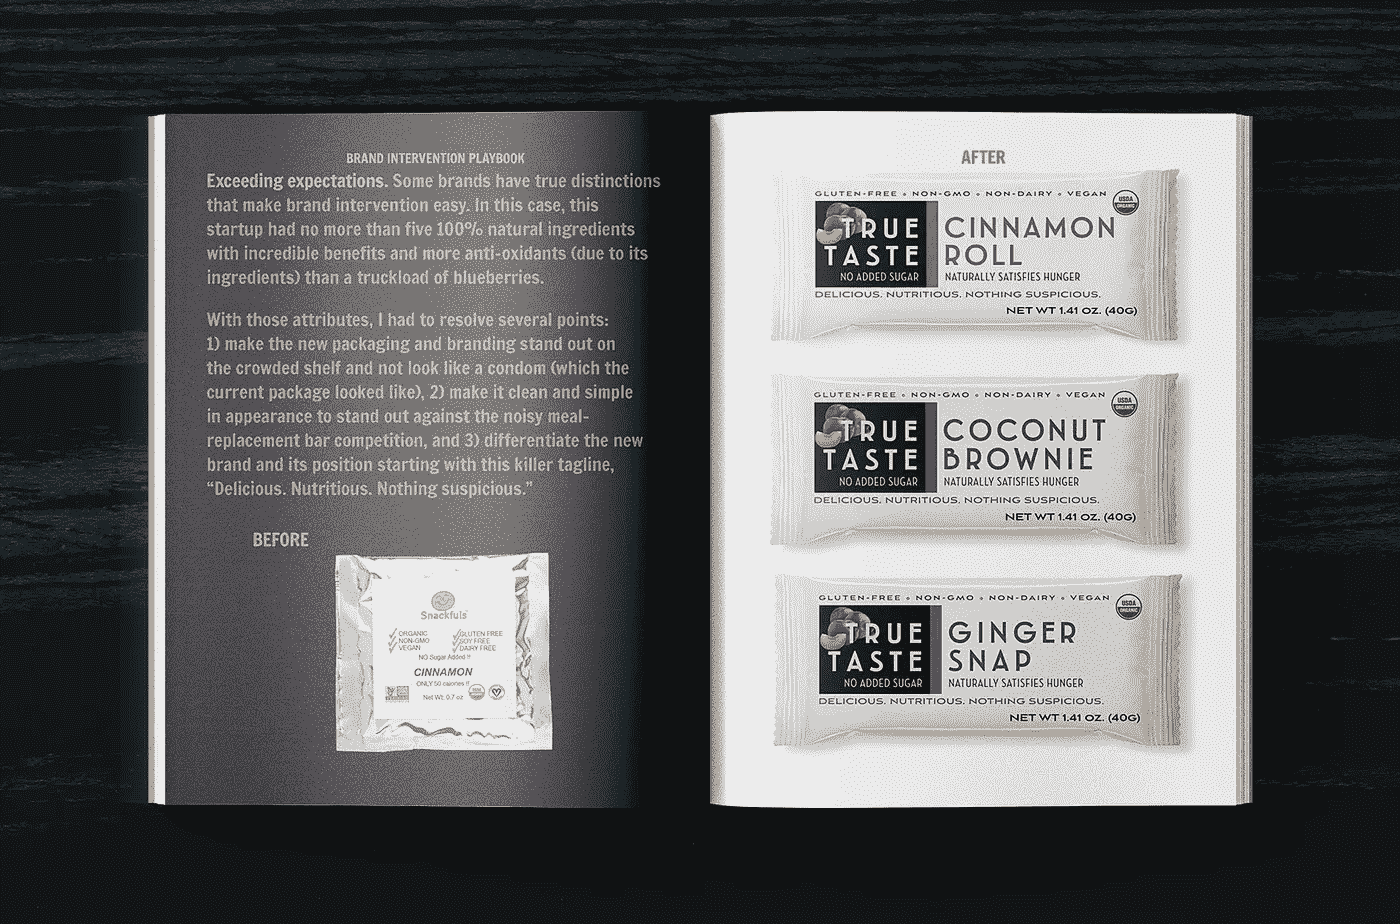 BRAND INTERVENTION PLAYBOOK
Exceeding expectations. Some brands have true distinctions
that make brand intervention easy. In this case, this
startup had no more than five 100% natural ingredients
with incredible benefits and more anti-oxidants (due to its
ingredients) than a truckload of blueberries.
With those attributes, I had to resolve several points:
1) make the new packaging and branding stand out on
the crowded shelf and not look like a condom (which the
current package looked like), 2) make it clean and simple
in appearance to stand out against the noisy meal-
replacement bar competition, and 3) differentiate the new
brand and its position starting with this killer tagline,
“Delicious. Nutritious. Nothing suspicious.”
BEFORE
Snackfuls
ORGANIC
NON-GMO
VEGAN
GLUTEN FREE
SOY FREE
DAIRY FREE
NO Sugar Added !!
CINNAMON
ONLY 50 calories !!
Net Wt. 0.7 oz
AFTER
GLUTEN-FREE • NON-GMO • NON-DAIRY • VEGAN
USDA
ORGANIC
TRUE
TASTE
NO ADDED SUGAR
CINNAMON
ROLL
NATURALLY SATISFIES HUNGER
DELICIOUS. NUTRITIOUS. NOTHING SUSPICIOUS.
NET WT 1.41 OZ. (40G)
GLUTEN-FREE • NON-GMO • NON-DAIRY • VEGAN
USDA
ORGANIC
TRUE
TASTE
NO ADDED SUGAR
COCONUT
BROWNIE
NATURALLY SATISFIES HUNGER
DELICIOUS. NUTRITIOUS. NOTHING SUSPICIOUS.
NET WT 1.41 OZ. (40G)
GLUTEN-FREE • NON-GMO • NON-DAIRY • VEGAN
USDA
ORGANIC
TRUE
TASTE
NO ADDED SUGAR
GINGER
SNAP
NATURALLY SATISFIES HUNGER
DELICIOUS. NUTRITIOUS. NOTHING SUSPICIOUS.
NET WT 1.41 OZ. (40G)